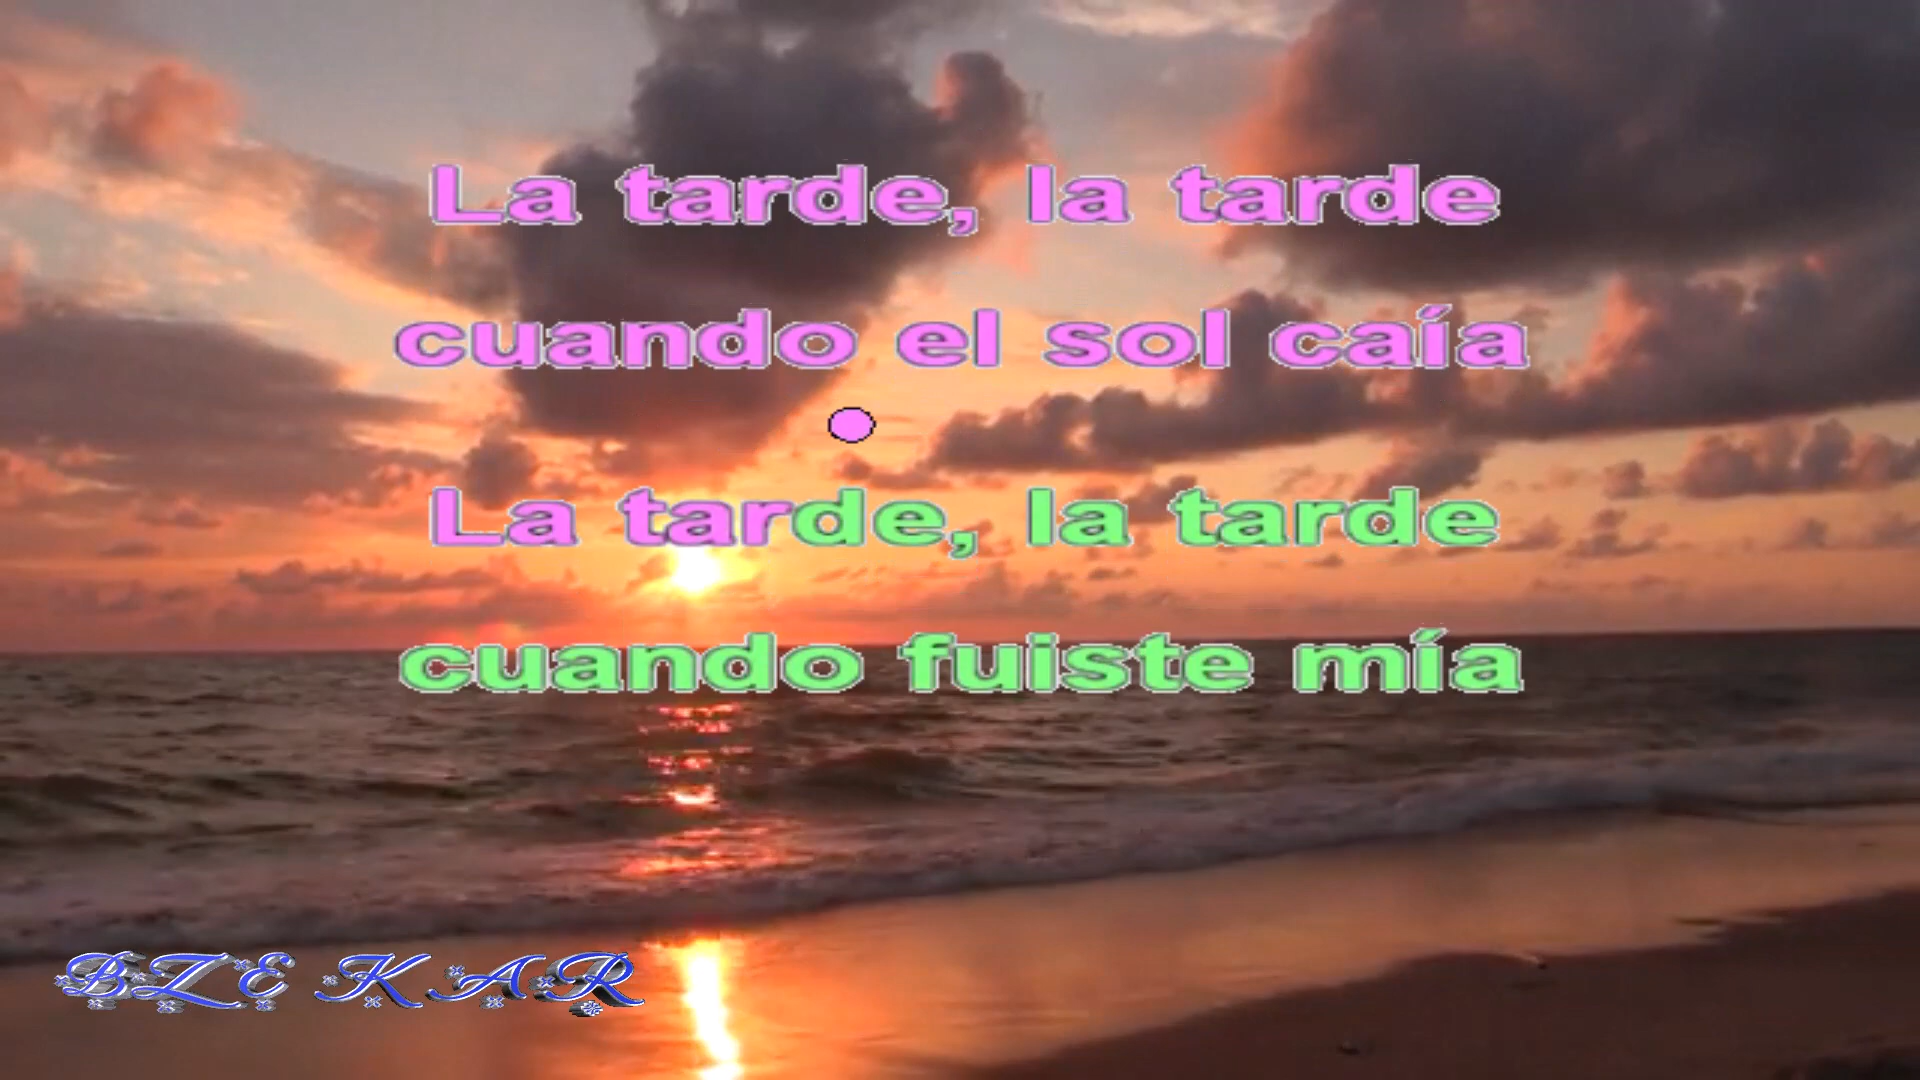 La tarde, la tarde
cuando el sol caía
La tarde, la tarde
cuando fuiste mía
BZE KAR